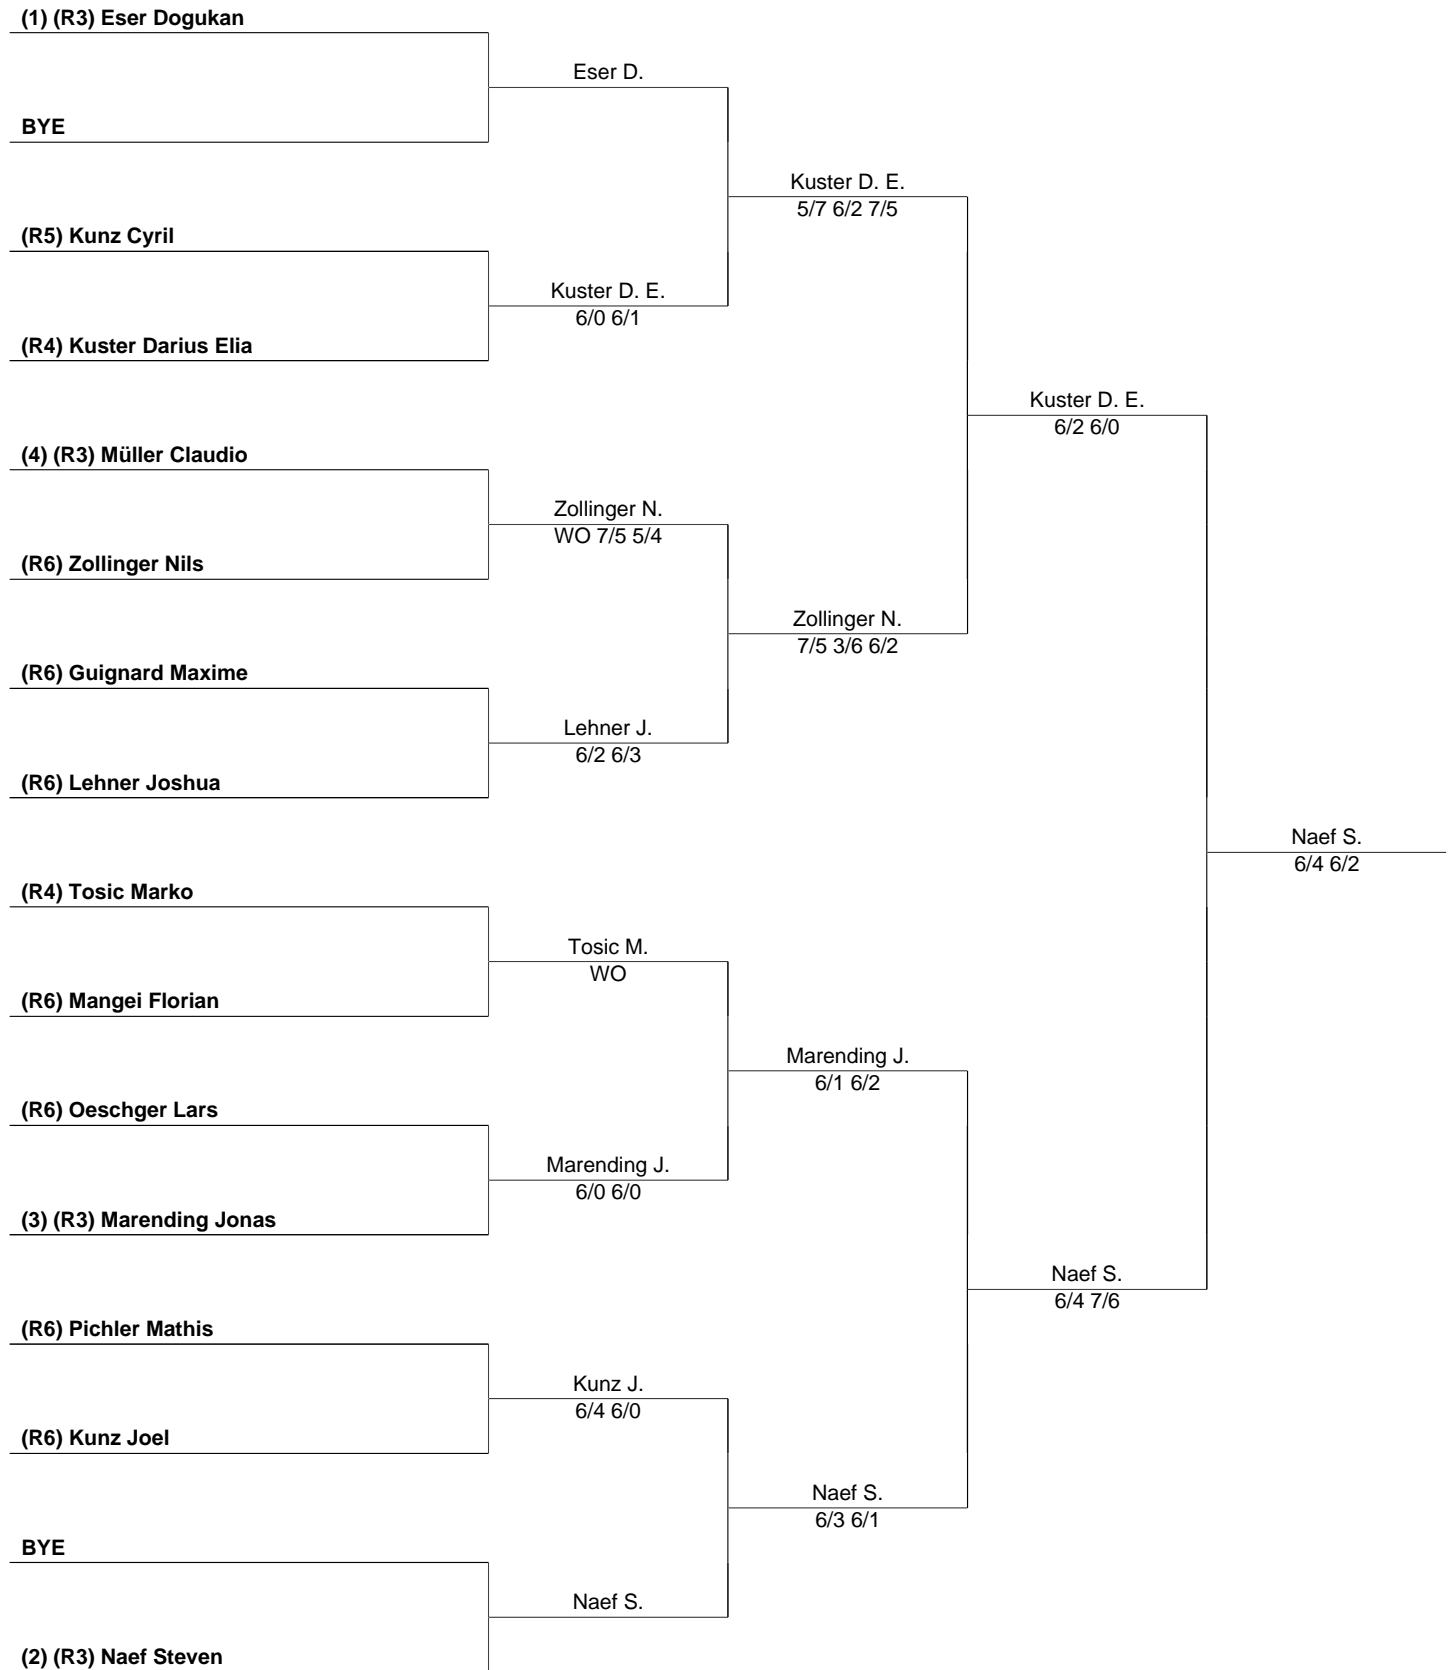 (1) (R3) Eser Dogukan
Eser D.
BYE
Kuster D. E.
5/7 6/2 7/5
(R5) Kunz Cyril
Kuster D. E.
6/0 6/1
(R4) Kuster Darius Elia
Kuster D. E.
6/2 6/0
(4) (R3) Müller Claudio
Zollinger N.
WO 7/5 5/4
(R6) Zollinger Nils
Zollinger N.
7/5 3/6 6/2
(R6) Guignard Maxime
Lehner J.
6/2 6/3
(R6) Lehner Joshua
Naef S.
6/4 6/2
(R4) Tosic Marko
Tosic M.
WO
(R6) Mangei Florian
Marending J.
6/1 6/2
(R6) Oeschger Lars
Marending J.
6/0 6/0
(3) (R3) Marending Jonas
Naef S.
6/4 7/6
(R6) Pichler Mathis
Kunz J.
6/4 6/0
(R6) Kunz Joel
Naef S.
6/3 6/1
BYE
Naef S.
(2) (R3) Naef Steven